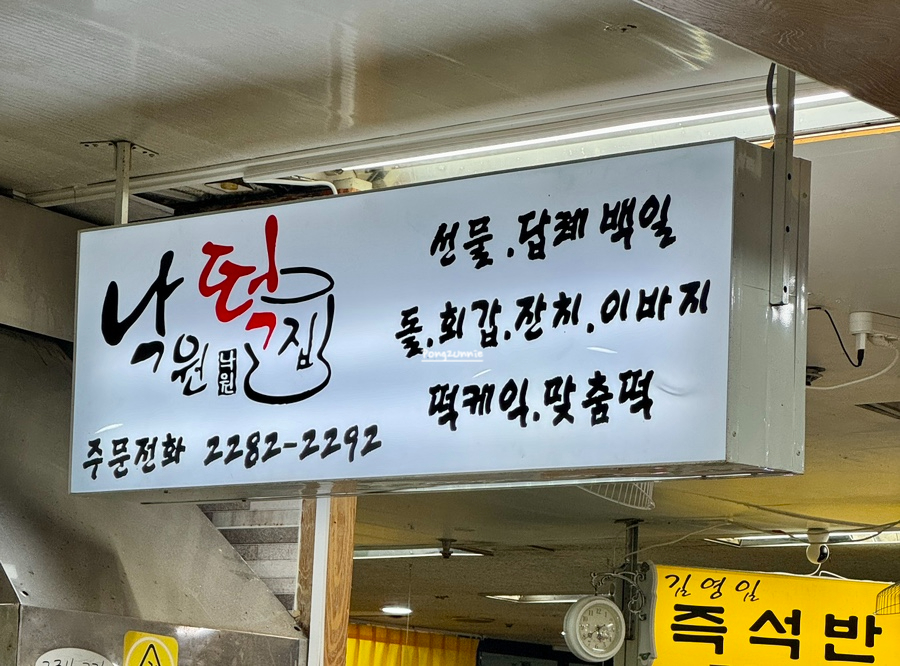 낙원떡집
낙원
주문전화 2282-2292
선물.답례 백일
돌.회갑.잔치.이바지
떡케익.맞춤떡
Pongzunnie
김영임
즉석반